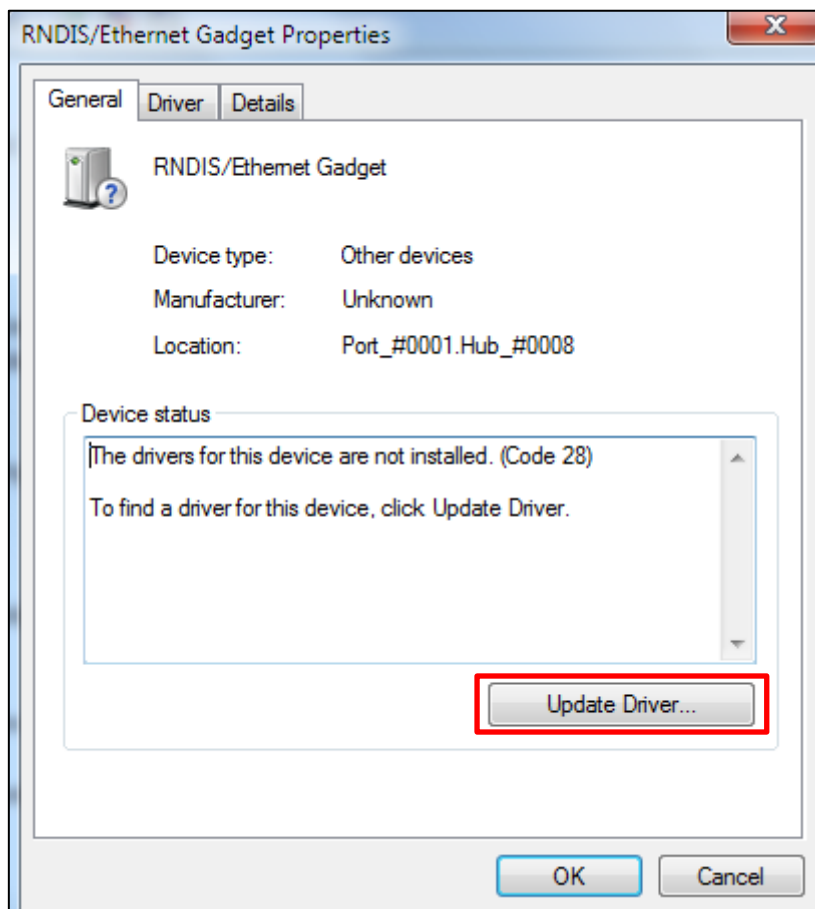 RNDIS/Ethernet Gadget Properties
General Driver Details
RNDIS/Ethernet Gadget
Device type: Other devices
Manufacturer: Unknown
Location: Port_#0001.Hub_#0008
Device status
The drivers for this device are not installed. (Code 28)
To find a driver for this device, click Update Driver.
Update Driver...
OK Cancel